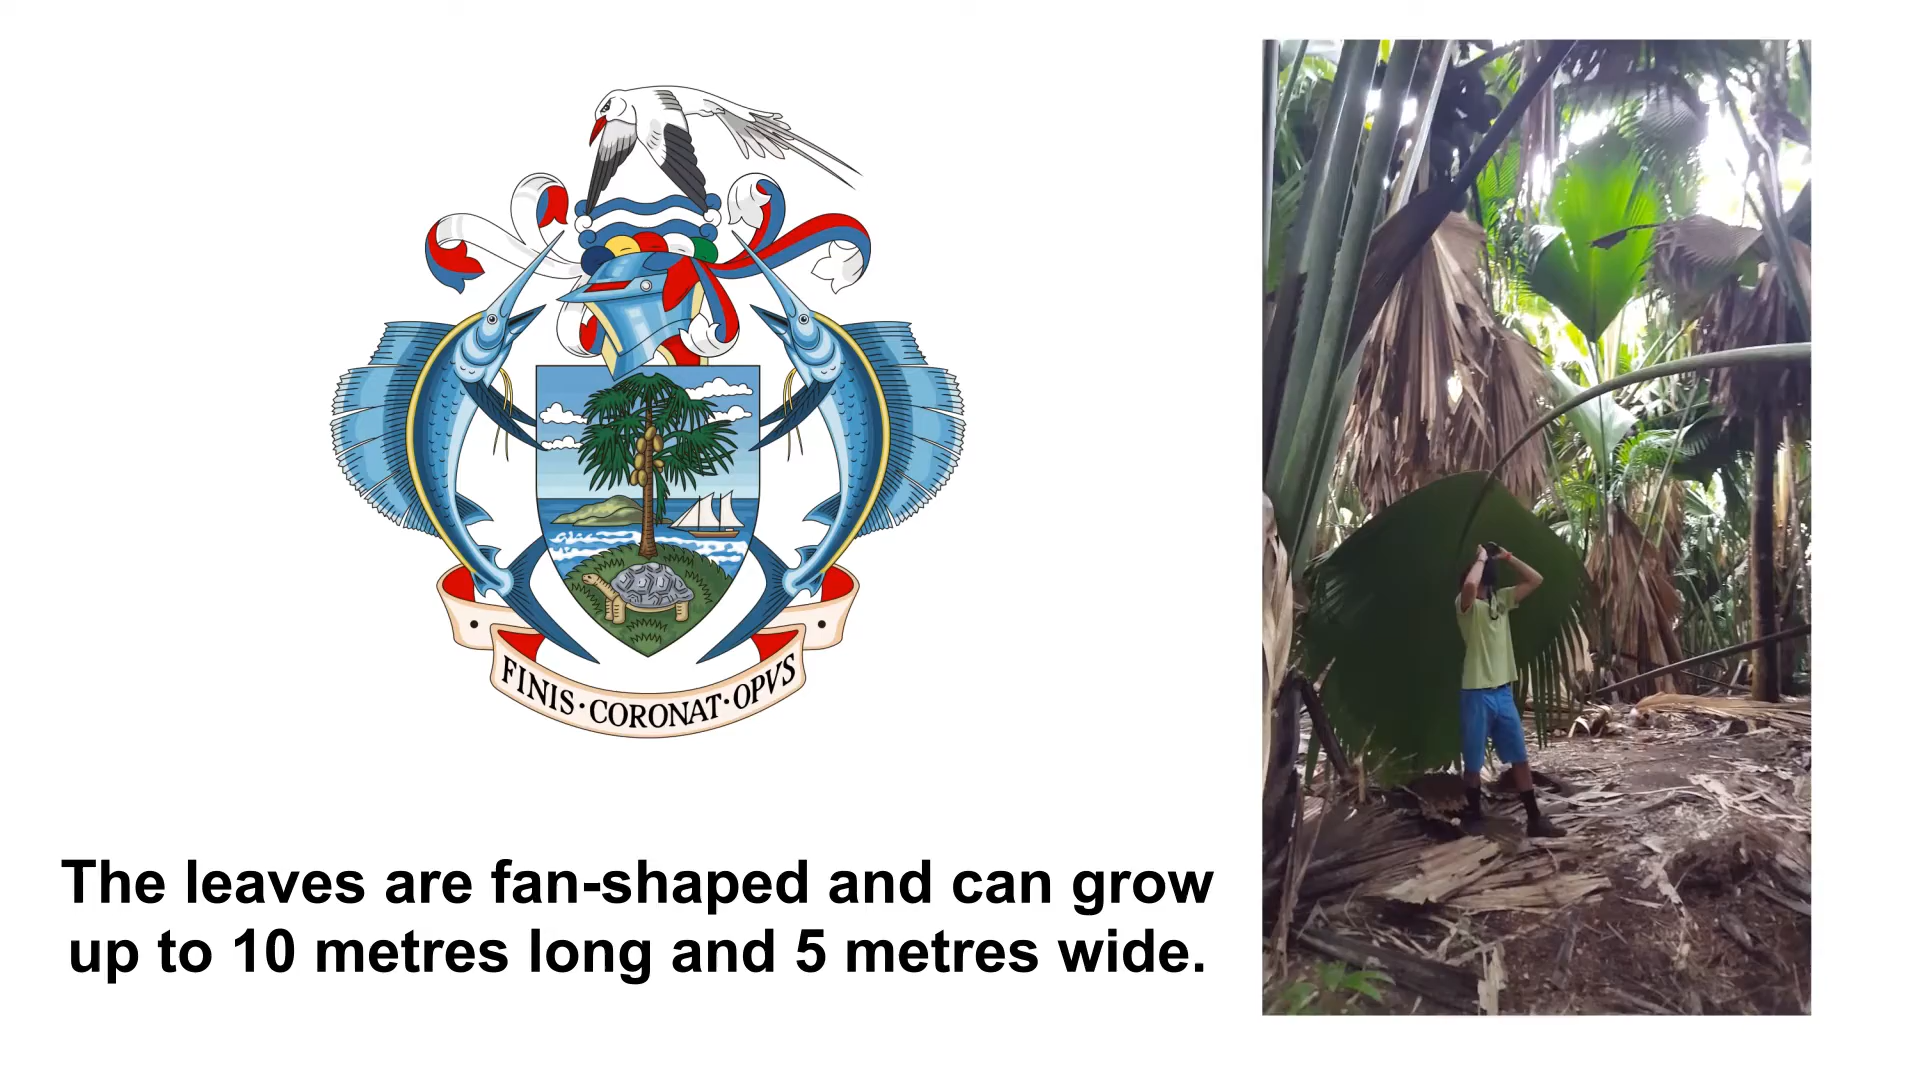 FINIS·CORONAT·OPVS
The leaves are fan-shaped and can grow
up to 10 metres long and 5 metres wide.